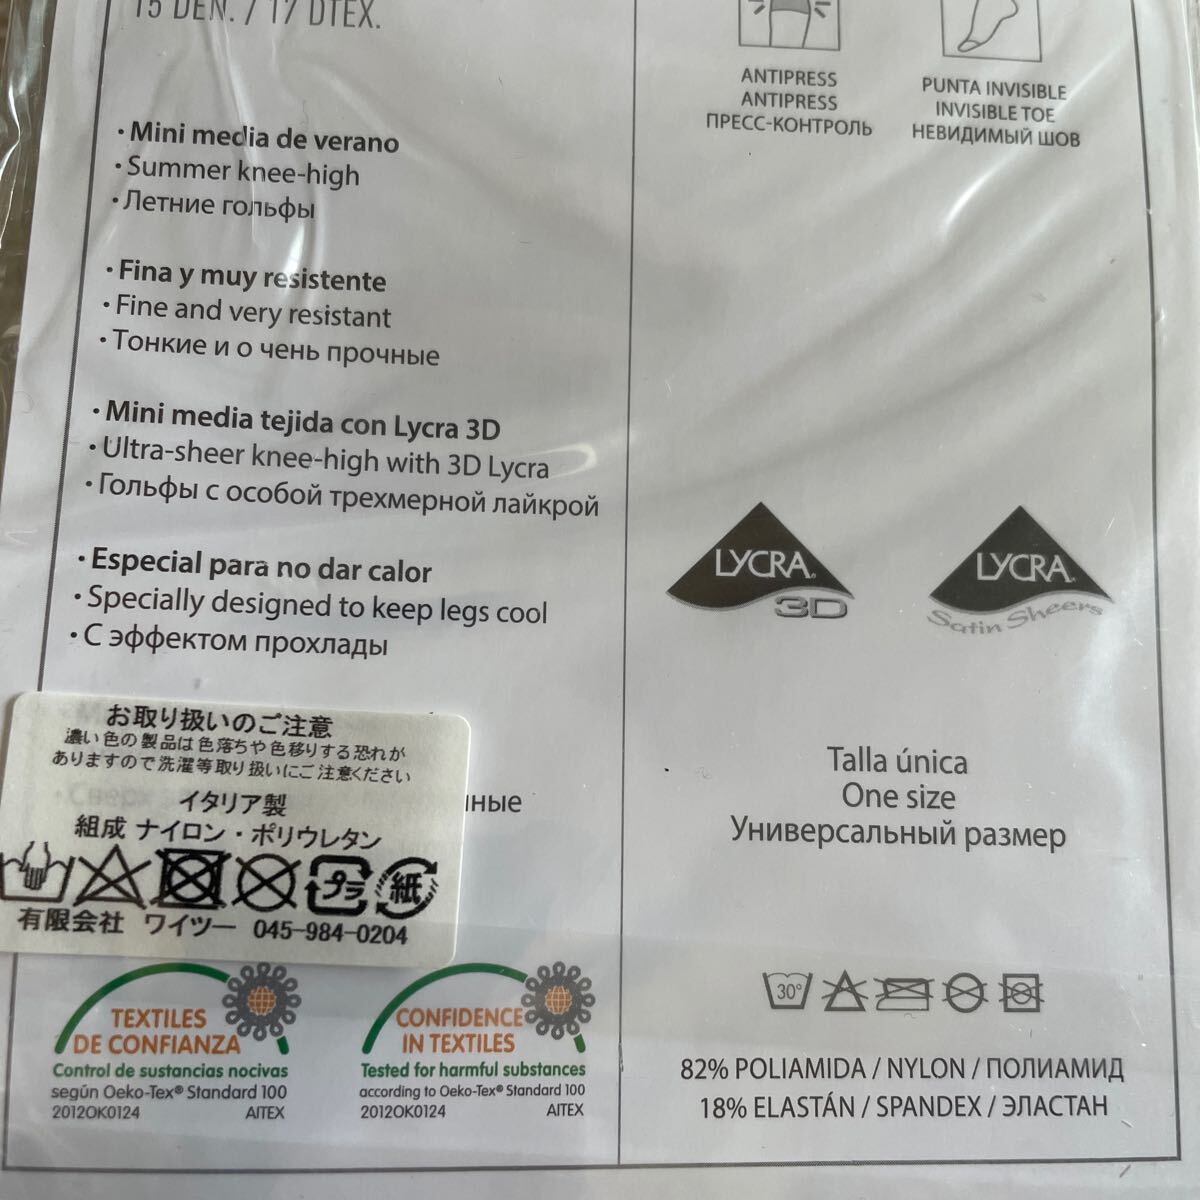 15 DEN. / 17 DTEX.
ANTIPRESS
ANTIPRESS
ПРЕСС-КОНТРОЛЬ
PUNTA INVISIBLE
INVISIBLE TOE
НЕВИДИМЫЙ ШОВ
• Mini media de verano
• Summer knee-high
• Летние гольфы
• Fina y muy resistente
• Fine and very resistant
• Тонкие и о чень прочные
• Mini media tejida con Lycra 3D
• Ultra-sheer knee-high with 3D Lycra
• Гольфы с особой трехмерной лайкрой
• Especial para no dar calor
• Specially designed to keep legs cool
• С эффектом прохлады
LYCRA®
3D
LYCRA®
Satin Sheers
お取り扱いのご注意
濃い色の製品は色落ちや色移りする恐れが
ありますので洗濯等取り扱いにご注意ください
イタリア製
組成 ナイロン・ポリウレタン
プラ
紙
有限会社 ワイツー 045-984-0204
Talla única
One size
Универсальный размер
TEXTILES
DE CONFIANZA
Control de sustancias nocivas
según Oeko-Tex® Standard 100
2012OK0124 AITEX
CONFIDENCE
IN TEXTILES
Tested for harmful substances
according to Oeko-Tex® Standard 100
2012OK0124 AITEX
30°
82% POLIAMIDA / NYLON / ПОЛИАМИД
18% ELASTÁN / SPANDEX / ЭЛАСТАН